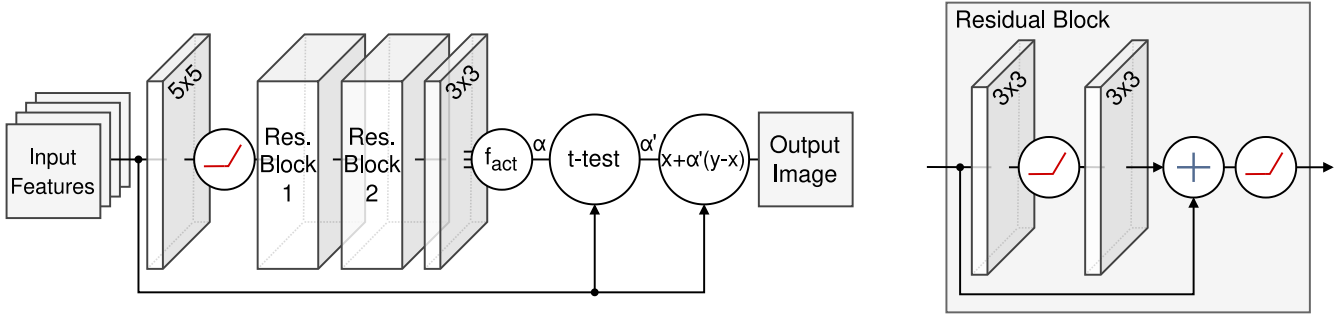 Input
Features
5x5
Res.
Block
1
Res.
Block
2
3x3
f_act
α
t-test
α'
x+α'(y-x)
Output
Image
Residual Block
3x3
3x3